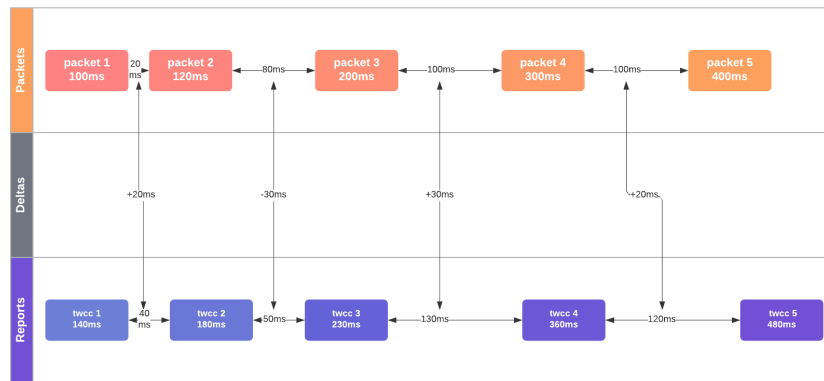 Packets
packet 1
100ms
20
ms
packet 2
120ms
80ms
packet 3
200ms
100ms
packet 4
300ms
100ms
packet 5
400ms
Deltas
+20ms
-30ms
+30ms
+20ms
Reports
twcc 1
140ms
40
ms
twcc 2
180ms
50ms
twcc 3
230ms
130ms
twcc 4
360ms
120ms
twcc 5
480ms